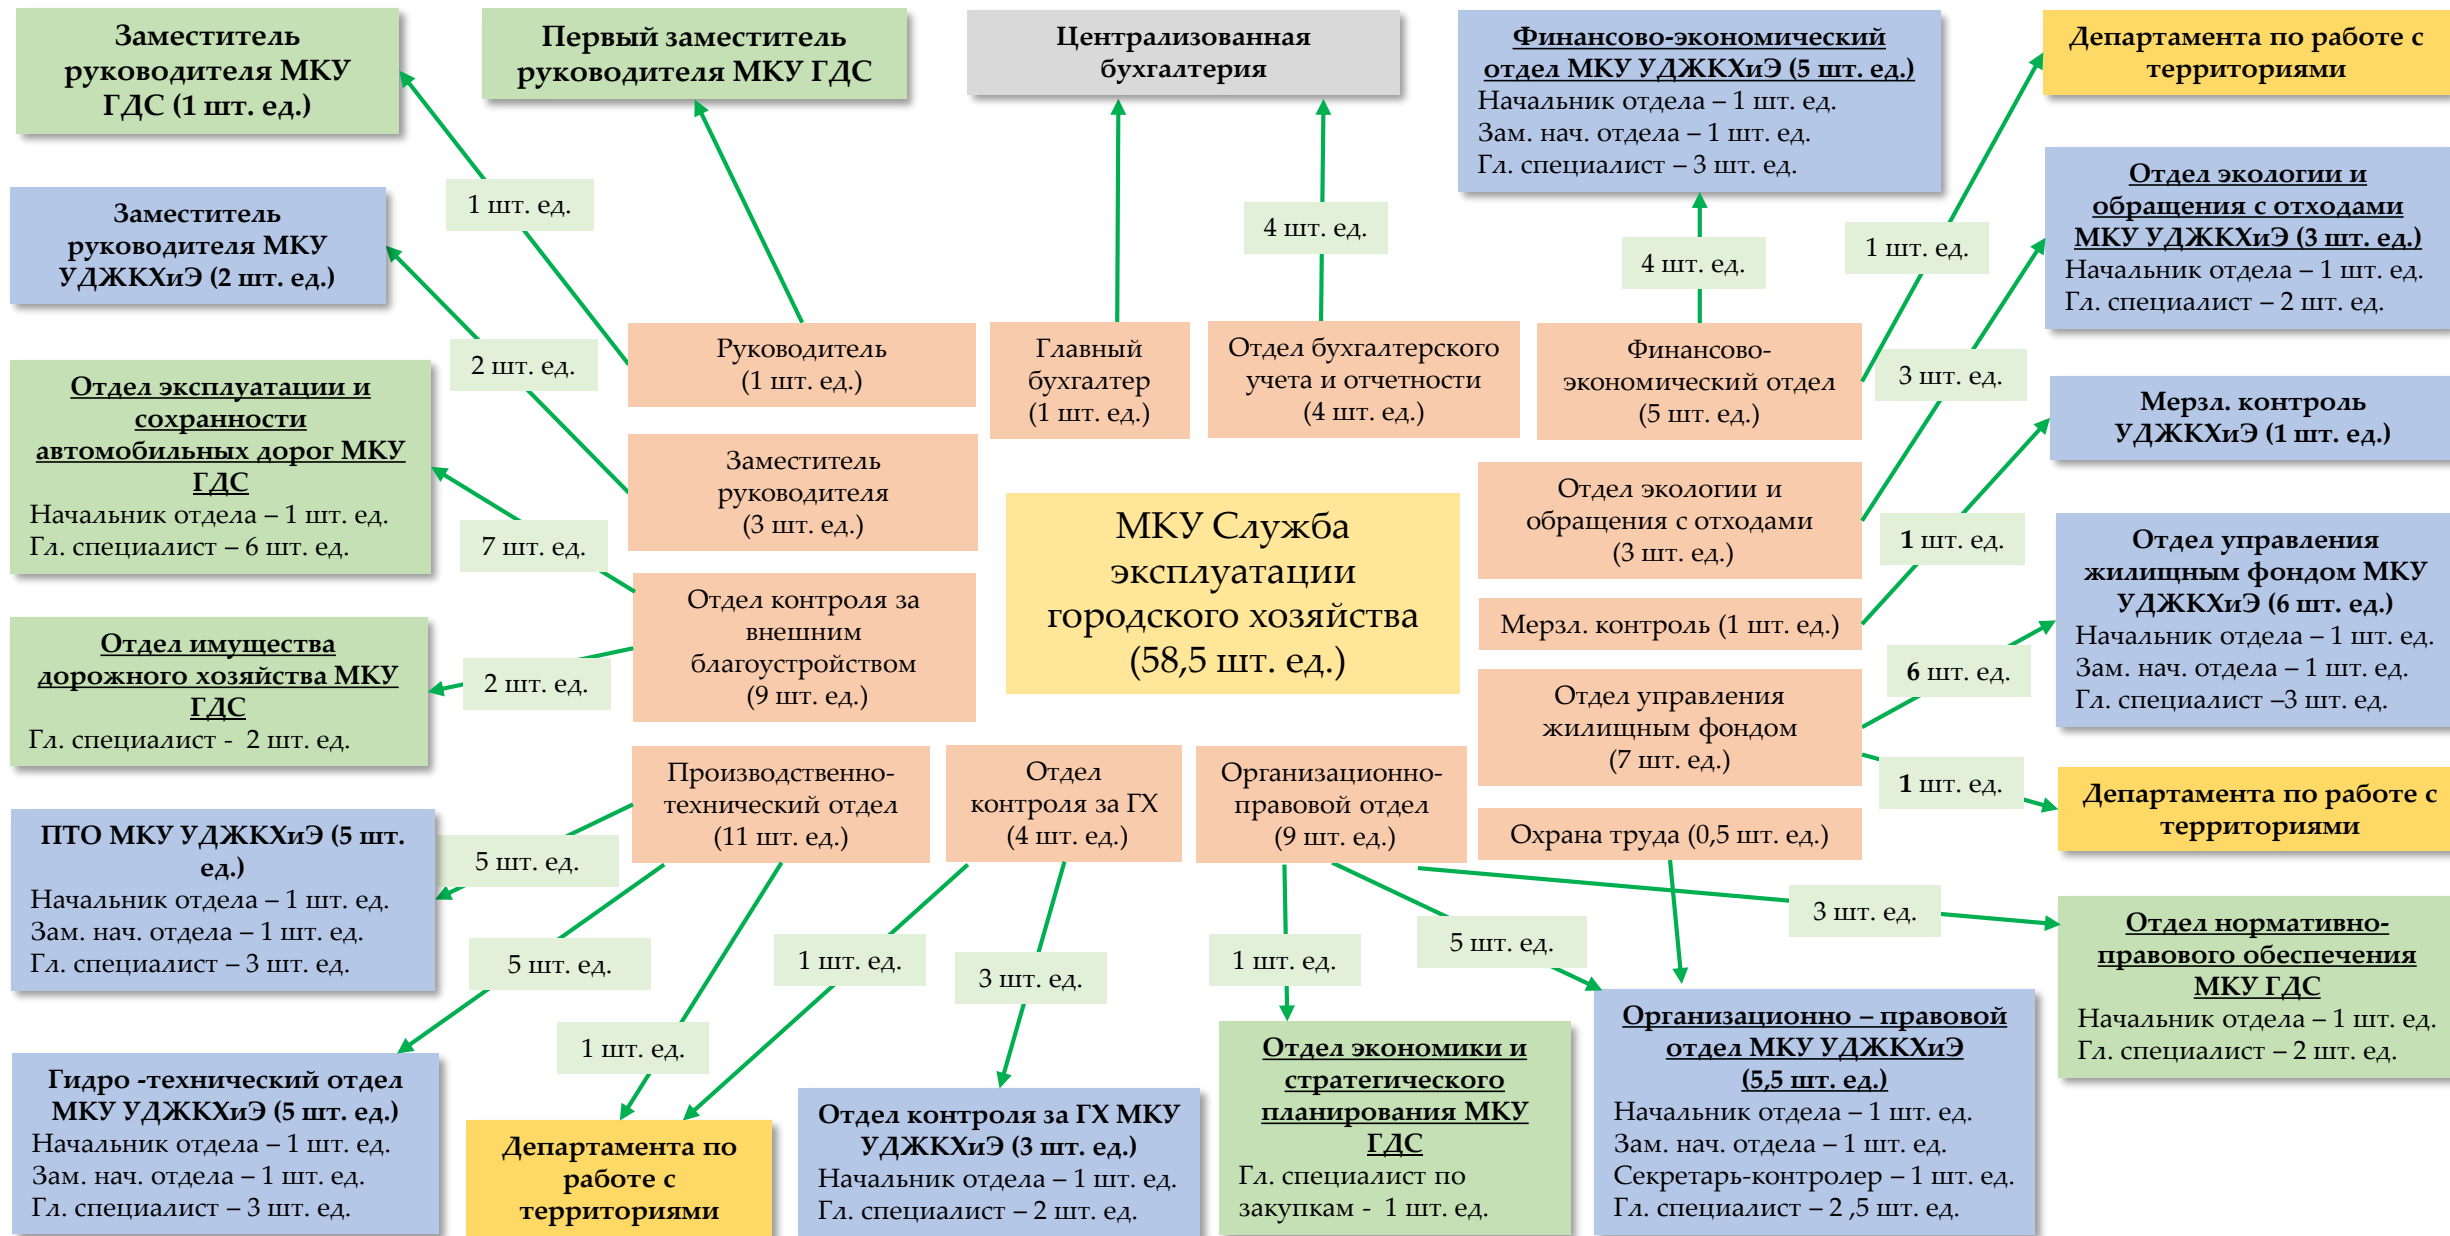 Заместитель
руководителя МКУ
ГДС (1 шт. ед.)
Первый заместитель
руководителя МКУ ГДС
Централизованная
бухгалтерия
Финансово-экономический
отдел МКУ УДЖКХиЭ (5 шт. ед.)
Начальник отдела – 1 шт. ед.
Зам. нач. отдела – 1 шт. ед.
Гл. специалист – 3 шт. ед.
Департамента по работе с
территориями
Заместитель
руководителя МКУ
УДЖКХиЭ (2 шт. ед.)
1 шт. ед.
4 шт. ед.
4 шт. ед.
1 шт. ед.
Отдел экологии и
обращения с отходами
МКУ УДЖКХиЭ (3 шт. ед.)
Начальник отдела – 1 шт. ед.
Гл. специалист – 2 шт. ед.
2 шт. ед.
Руководитель
(1 шт. ед.)
Главный
бухгалтер
(1 шт. ед.)
Отдел бухгалтерского
учета и отчетности
(4 шт. ед.)
Финансово-
экономический отдел
(5 шт. ед.)
3 шт. ед.
Отдел эксплуатации и
сохранности
автомобильных дорог МКУ
ГДС
Начальник отдела – 1 шт. ед.
Гл. специалист – 6 шт. ед.
Мерзл. контроль
УДЖКХиЭ (1 шт. ед.)
Заместитель
руководителя
(3 шт. ед.)
7 шт. ед.
МКУ Служба
эксплуатации
городского хозяйства
(58,5 шт. ед.)
Отдел экологии и
обращения с отходами
(3 шт. ед.)
1 шт. ед.
Отдел управления
жилищным фондом МКУ
УДЖКХиЭ (6 шт. ед.)
Начальник отдела – 1 шт. ед.
Зам. нач. отдела – 1 шт. ед.
Гл. специалист –3 шт. ед.
Отдел контроля за
внешним
благоустройством
(9 шт. ед.)
Мерзл. контроль (1 шт. ед.)
Отдел имущества
дорожного хозяйства МКУ
ГДС
Гл. специалист - 2 шт. ед.
2 шт. ед.
6 шт. ед.
Отдел управления
жилищным фондом
(7 шт. ед.)
1 шт. ед.
Департамента по работе с
территориями
Производственно-
технический отдел
(11 шт. ед.)
Отдел
контроля за ГХ
(4 шт. ед.)
Организационно-
правовой отдел
(9 шт. ед.)
Охрана труда (0,5 шт. ед.)
ПТО МКУ УДЖКХиЭ (5 шт.
ед.)
Начальник отдела – 1 шт. ед.
Зам. нач. отдела – 1 шт. ед.
Гл. специалист – 3 шт. ед.
5 шт. ед.
5 шт. ед.
1 шт. ед.
1 шт. ед.
3 шт. ед.
1 шт. ед.
5 шт. ед.
3 шт. ед.
Отдел нормативно-
правового обеспечения
МКУ ГДС
Начальник отдела – 1 шт. ед.
Гл. специалист – 2 шт. ед.
Гидро -технический отдел
МКУ УДЖКХиЭ (5 шт. ед.)
Начальник отдела – 1 шт. ед.
Зам. нач. отдела – 1 шт. ед.
Гл. специалист – 3 шт. ед.
Департамента по
работе с
территориями
Отдел контроля за ГХ МКУ
УДЖКХиЭ (3 шт. ед.)
Начальник отдела – 1 шт. ед.
Гл. специалист – 2 шт. ед.
Отдел экономики и
стратегического
планирования МКУ
ГДС
Гл. специалист по
закупкам - 1 шт. ед.
Организационно – правовой
отдел МКУ УДЖКХиЭ
(5,5 шт. ед.)
Начальник отдела – 1 шт. ед.
Зам. нач. отдела – 1 шт. ед.
Секретарь-контролер – 1 шт. ед.
Гл. специалист – 2 ,5 шт. ед.